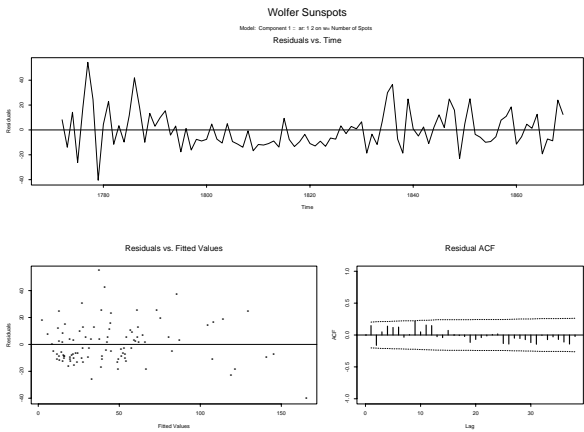 Wolfer Sunspots
Model: Component 1 :: ar: 1 2 on Number of Spots
Residuals vs. Time
Residuals
40
20
0
-20
-40
1780
1800
1820
1840
1860
Time
Residuals vs. Fitted Values
Residuals
40
20
0
-20
-40
0
50
100
150
Fitted Values
Residual ACF
ACF
1.0
0.5
0.0
-0.5
-1.0
0
10
20
30
Lag